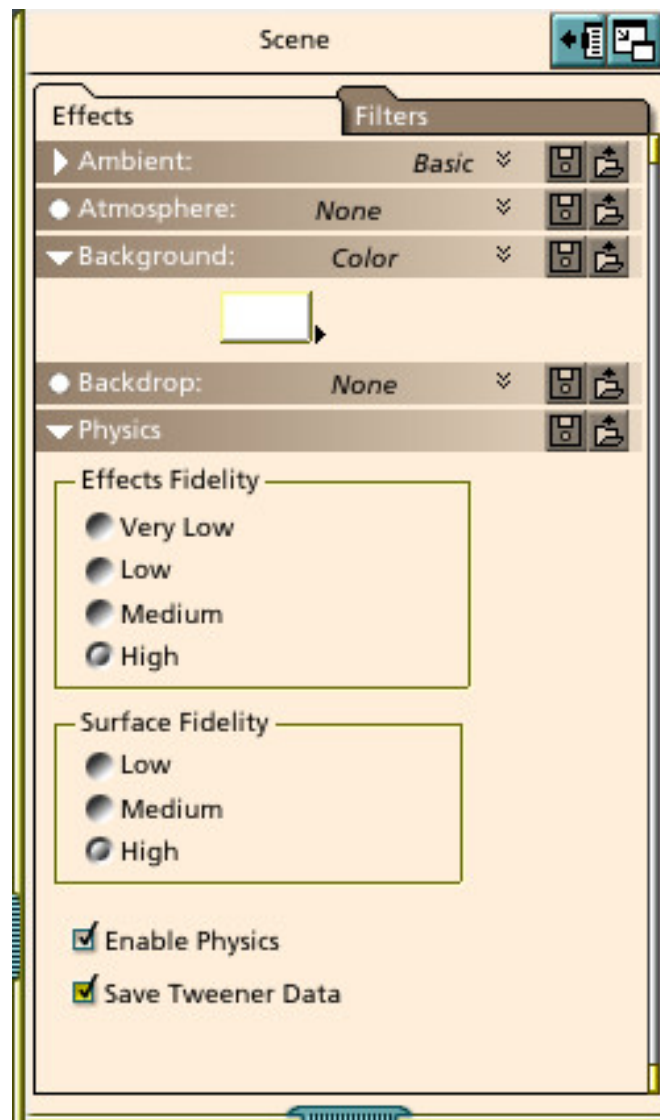 Scene
Effects Filters
Ambient: Basic
Atmosphere: None
Background: Color
Backdrop: None
Physics
Effects Fidelity
Very Low
Low
Medium
High
Surface Fidelity
Low
Medium
High
Enable Physics
Save Tweener Data